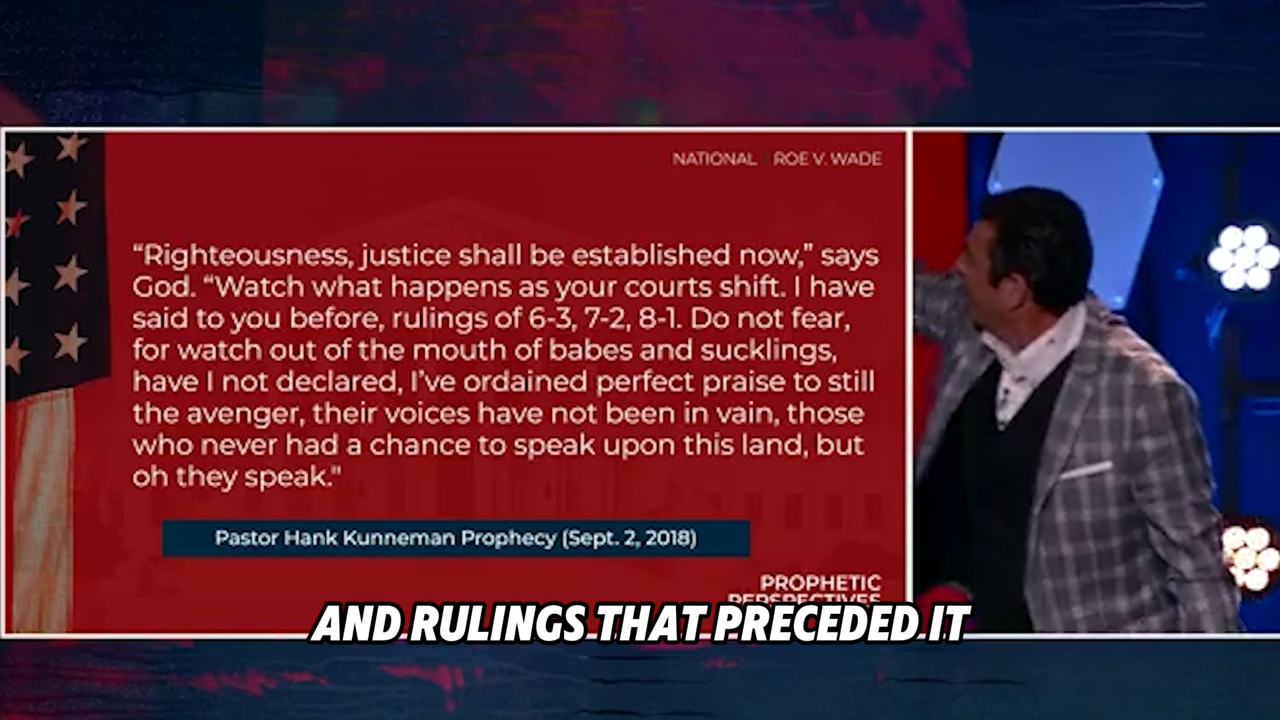 NATIONAL ROE V. WADE
“Righteousness, justice shall be established now,” says
God. “Watch what happens as your courts shift. I have
said to you before, rulings of 6-3, 7-2, 8-1. Do not fear,
for watch out of the mouth of babes and sucklings,
have I not declared, I’ve ordained perfect praise to still
the avenger, their voices have not been in vain, those
who never had a chance to speak upon this land, but
oh they speak."
Pastor Hank Kunneman Prophecy (Sept. 2, 2018)
PROPHETIC
PERSPECTIVES
AND RULINGS THAT PRECEDED IT